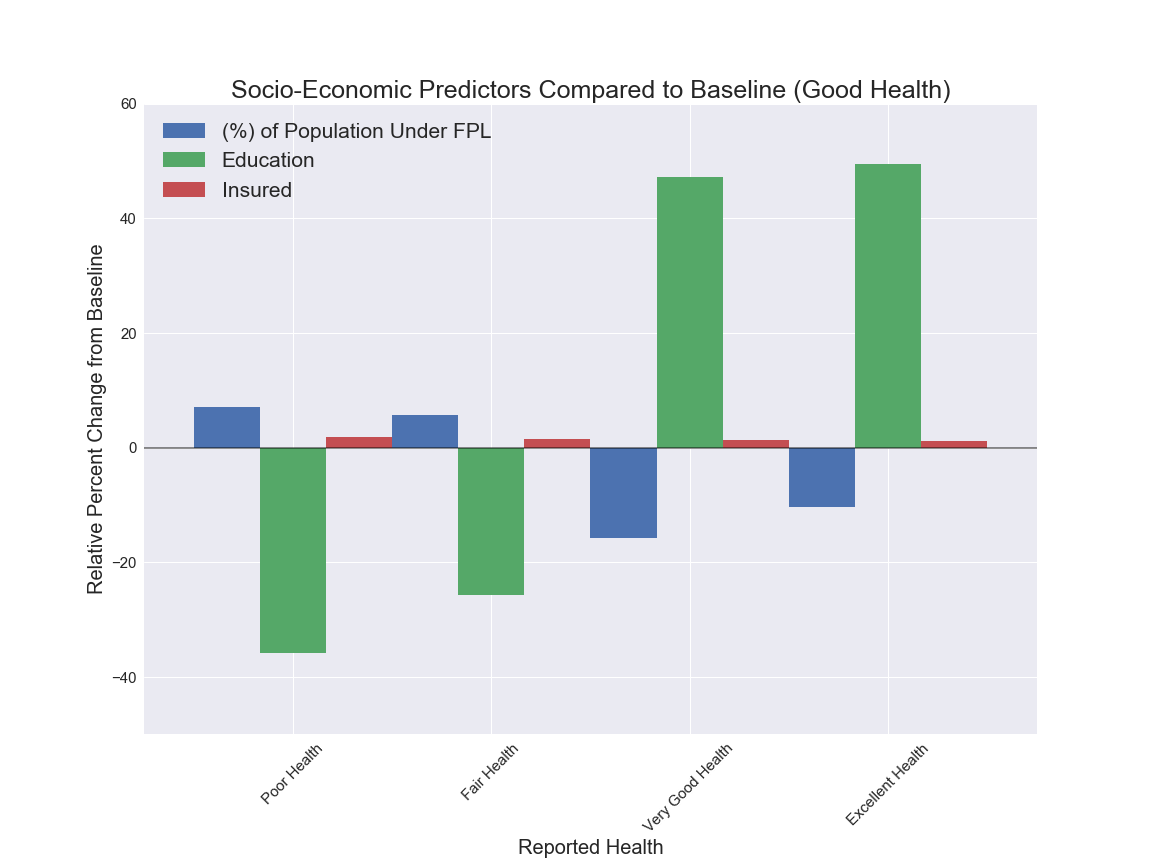 Socio-Economic Predictors Compared to Baseline (Good Health)
(%) of Population Under FPL
Education
Insured
Relative Percent Change from Baseline
60
40
20
0
−20
−40
Poor Health
Fair Health
Very Good Health
Excellent Health
Reported Health